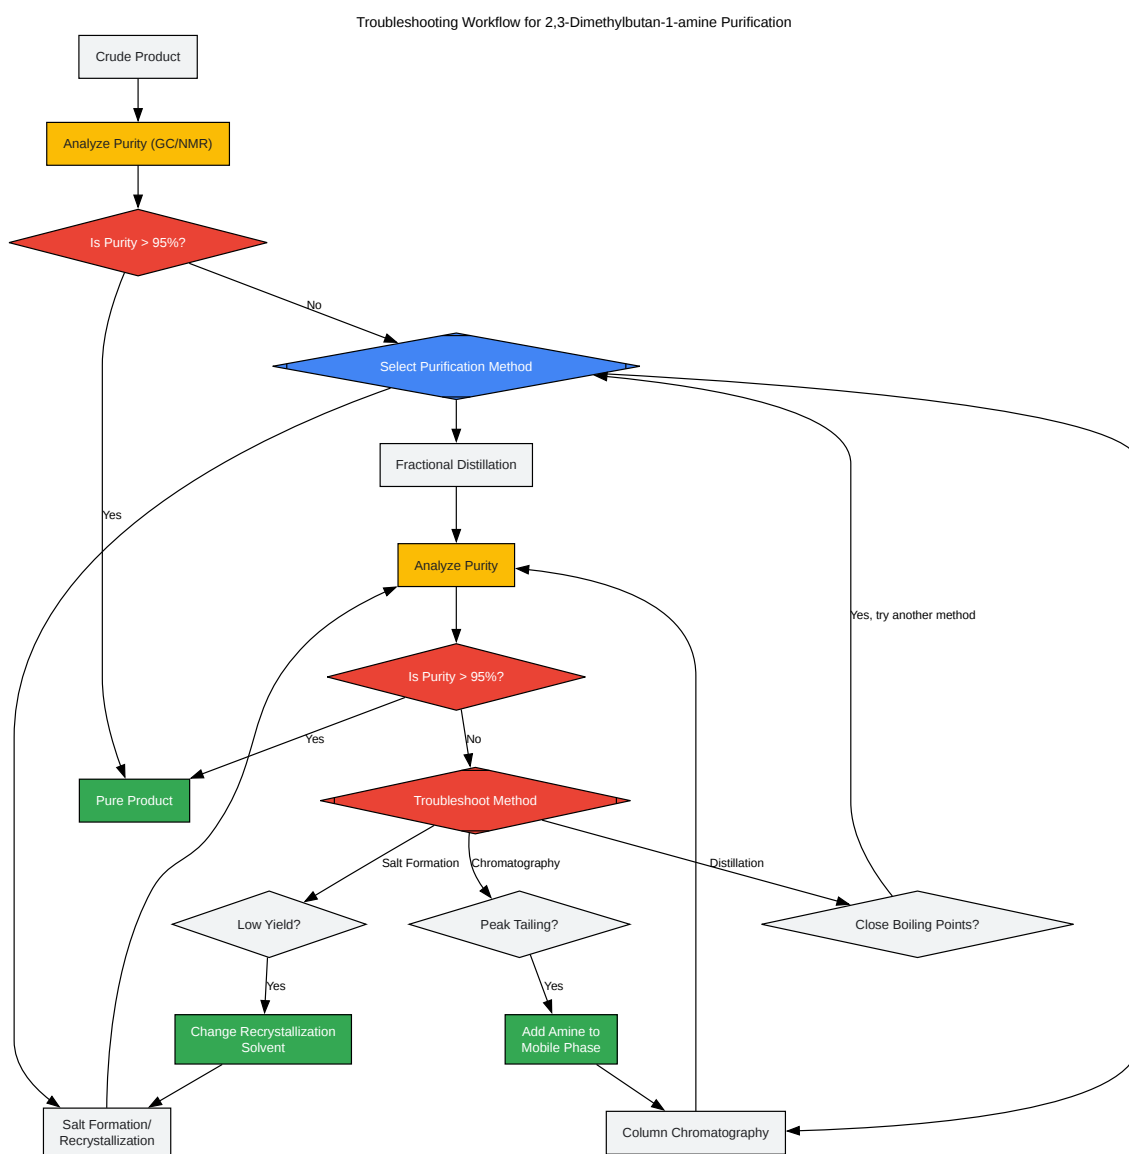 Troubleshooting Workflow for 2,3-Dimethylbutan-1-amine Purification
Crude Product
Analyze Purity (GC/NMR)
Is Purity > 95%?
No
Select Purification Method
Fractional Distillation
Yes
Analyze Purity
Yes, try another method
Is Purity > 95%?
Yes
No
Pure Product
Troubleshoot Method
Salt Formation
Chromatography
Distillation
Low Yield?
Peak Tailing?
Close Boiling Points?
Yes
Yes
Change Recrystallization
Solvent
Add Amine to
Mobile Phase
Salt Formation/
Recrystallization
Column Chromatography